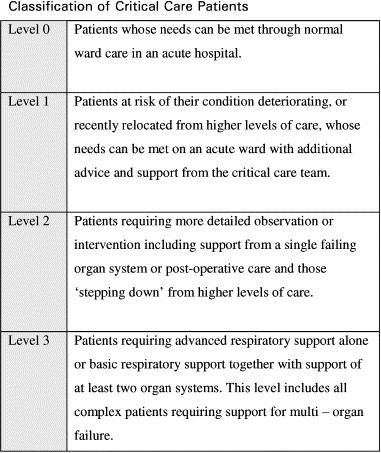 Classification of Critical Care Patients
Level 0
Patients whose needs can be met through normal
ward care in an acute hospital.
Level 1
Patients at risk of their condition deteriorating, or
recently relocated from higher levels of care, whose
needs can be met on an acute ward with additional
advice and support from the critical care team.
Level 2
Patients requiring more detailed observation or
intervention including support from a single failing
organ system or post-operative care and those
‘stepping down’ from higher levels of care.
Level 3
Patients requiring advanced respiratory support alone
or basic respiratory support together with support of
at least two organ systems. This level includes all
complex patients requiring support for multi – organ
failure.